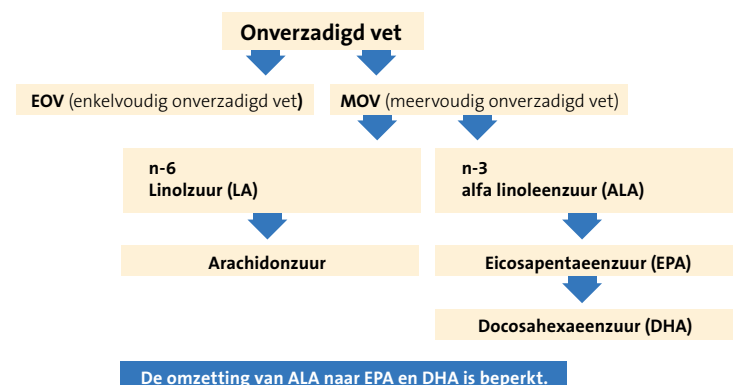 Onverzadigd vet
EOV (enkelvoudig onverzadigd vet)
MOV (meervoudig onverzadigd vet)
n-6
Linolzuur (LA)
n-3
alfa linoleenzuur (ALA)
Arachidonzuur
Eicosapentaeenzuur (EPA)
Docosahexaeenzuur (DHA)
De omzetting van ALA naar EPA en DHA is beperkt.